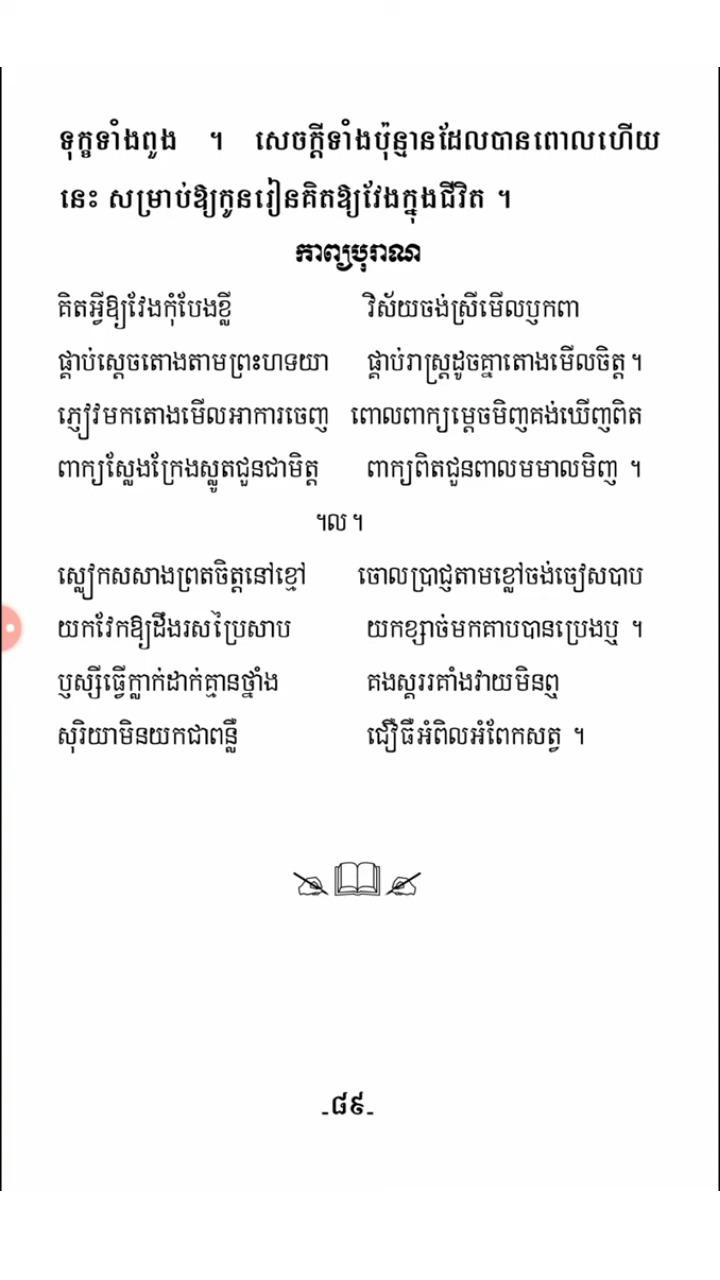 ទុក្ខទាំងពួង ។ សេចក្តីទាំងប៉ុន្មានដែលបានពោលហើយ
នេះ សម្រាប់ឱ្យកូនរៀនគិតឱ្យវែងក្នុងជីវិត ។
កាព្យបុរាណ
គិតអ្វីឱ្យវែងកុំបែងខ្លី វិស័យចង់ស្រីមើលប្ញកពា
ផ្គាប់ស្តេចតោងតាមព្រះហទយា ផ្គាប់រាស្ត្រដូចគ្នាតោងមើលចិត្ត ។
ភ្ញៀវមកតោងមើលអាការចេញ ពោលពាក្យម្តេចមិញគង់ឃើញពិត
ពាក្យស្លែងក្រែងស្លូតជួនជាមិត្ត ពាក្យពិតជួនពាលមមាលមិញ ។
។ល។
ស្លៀកសសាងព្រតចិត្តនៅខ្មៅ ចោលប្រាជ្ញតាមខ្លៅចង់ចៀសបាប
យកវែកឱ្យដឹងរសប្រៃសាប យកខ្សាច់មកគាបបានប្រេងឬ ។
ប្ញស្សីធ្វើក្លាក់ដាក់គ្មានថ្នាំង គងស្គររគាំងវាយមិនឮ
សុរិយាមិនយកជាពន្លឺ ជឿធឺអំពិលអំពែកសត្វ ។
-៨៩-